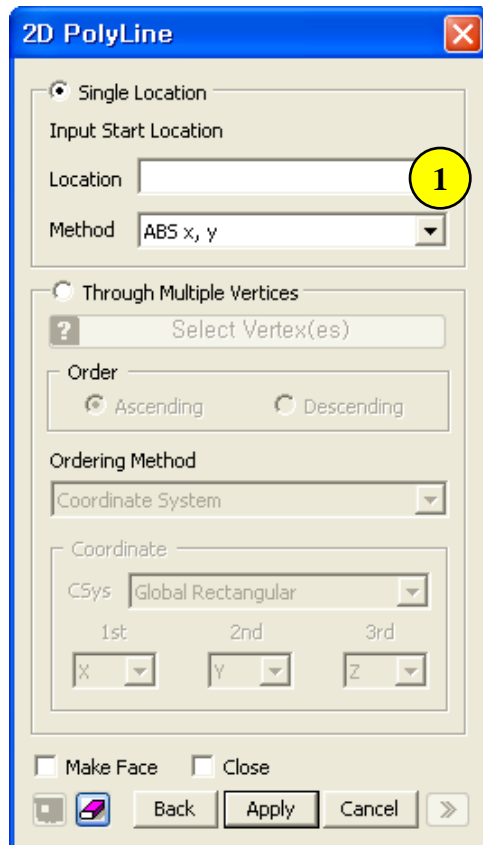 2D PolyLine
Single Location
Input Start Location
Location
1
Method ABS x, y
Through Multiple Vertices
? Select Vertex(es)
Order
Ascending Descending
Ordering Method
Coordinate System
Coordinate
CSys Global Rectangular
1st 2nd 3rd
X Y Z
Make Face Close
Back Apply Cancel >>